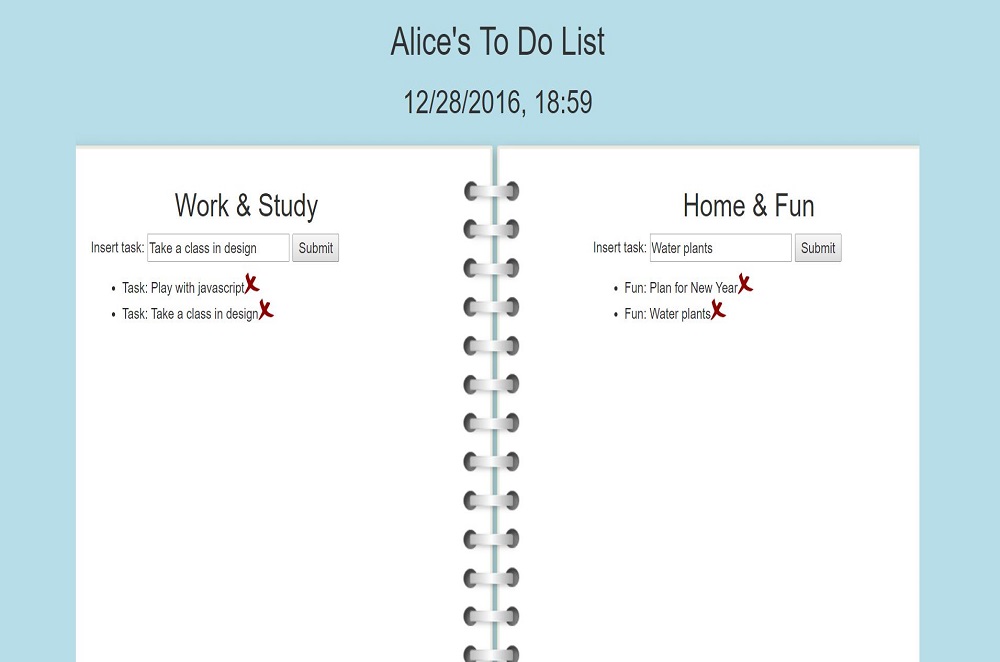 Alice's To Do List
12/28/2016, 18:59
Work & Study
Insert task: Take a class in design Submit
Task: Play with javascript
Task: Take a class in design
Home & Fun
Insert task: Water plants Submit
Fun: Plan for New Year
Fun: Water plants